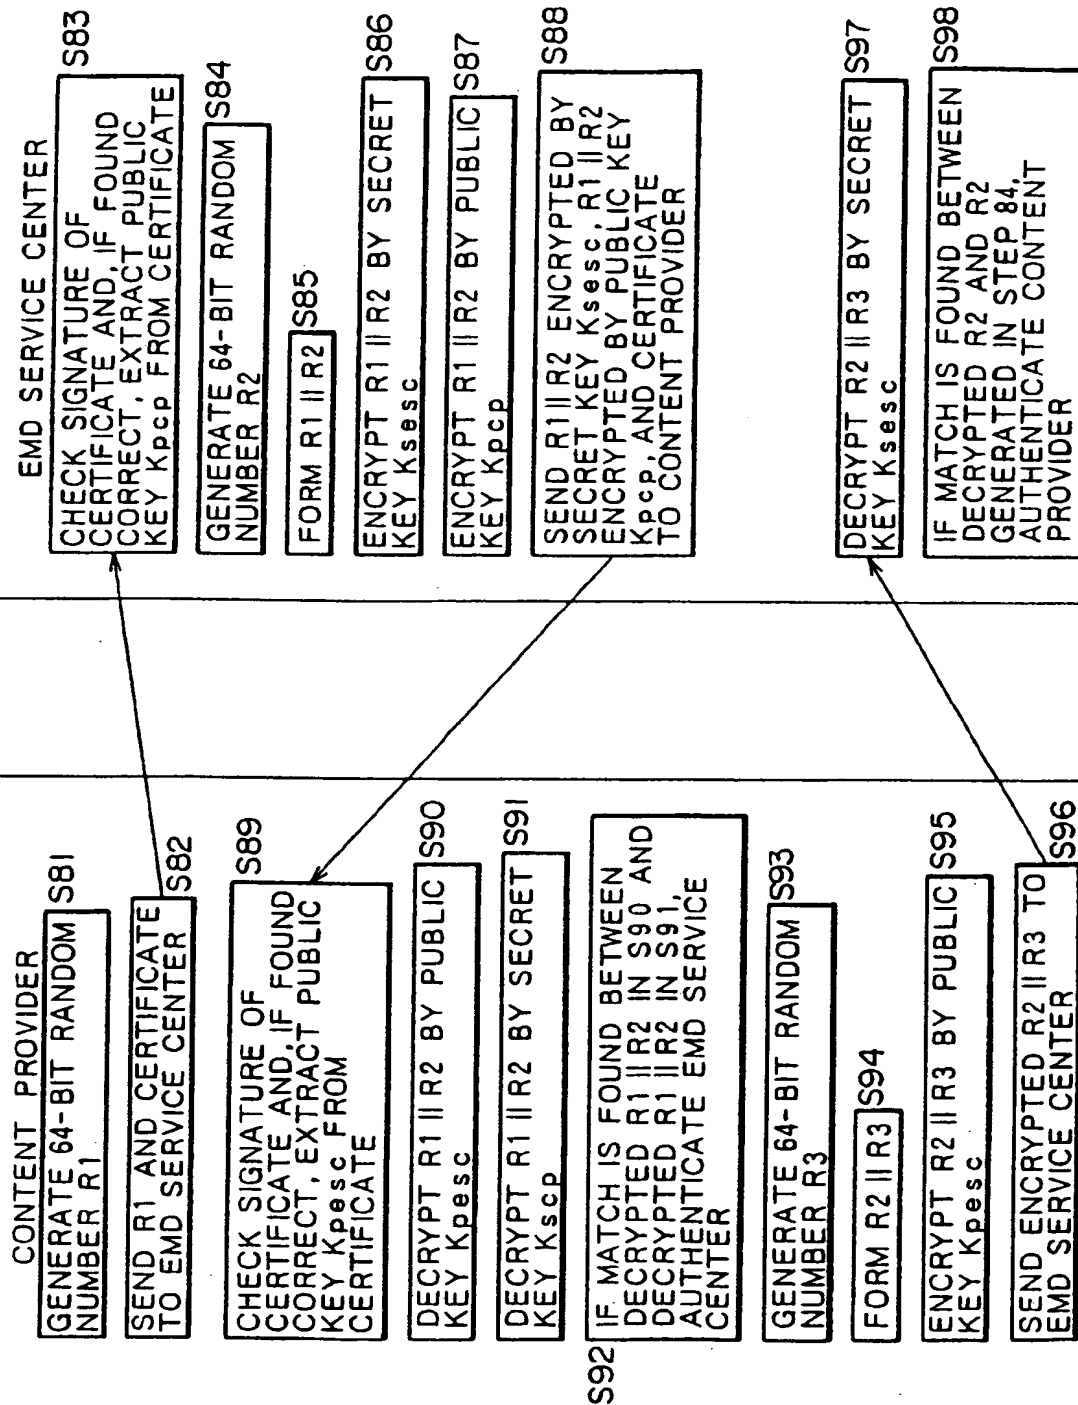 CONTENT PROVIDER
GENERATE 64-BIT RANDOM
NUMBER R1
S81
SEND R1 AND CERTIFICATE
TO EMD SERVICE CENTER
S82
CHECK SIGNATURE OF
CERTIFICATE AND, IF FOUND
CORRECT, EXTRACT PUBLIC
KEY Kpesc FROM
CERTIFICATE
S89
DECRYPT R1 || R2 BY PUBLIC
KEY Kpesc
S90
DECRYPT R1 || R2 BY SECRET
KEY Kscp
S91
S92
IF MATCH IS FOUND BETWEEN
DECRYPTED R1 || R2 IN S90 AND
DECRYPTED R1 || R2 IN S91,
AUTHENTICATE EMD SERVICE
CENTER
GENERATE 64-BIT RANDOM
NUMBER R3
S93
FORM R2 || R3
S94
ENCRYPT R2 || R3 BY PUBLIC
KEY Kpesc
S95
SEND ENCRYPTED R2 || R3 TO
EMD SERVICE CENTER
S96
EMD SERVICE CENTER
CHECK SIGNATURE OF
CERTIFICATE AND, IF FOUND
CORRECT, EXTRACT PUBLIC
KEY Kpcp FROM CERTIFICATE
S83
GENERATE 64-BIT RANDOM
NUMBER R2
S84
FORM R1 || R2
S85
ENCRYPT R1 || R2 BY SECRET
KEY Ksesc
S86
ENCRYPT R1 || R2 BY PUBLIC
KEY Kpcp
S87
SEND R1 || R2 ENCRYPTED BY
SECRET KEY Ksesc, R1 || R2
ENCRYPTED BY PUBLIC KEY
Kpcp, AND CERTIFICATE
TO CONTENT PROVIDER
S88
DECRYPT R2 || R3 BY SECRET
KEY Ksesc
S97
IF MATCH IS FOUND BETWEEN
DECRYPTED R2 AND R2
GENERATED IN STEP 84,
AUTHENTICATE CONTENT
PROVIDER
S98